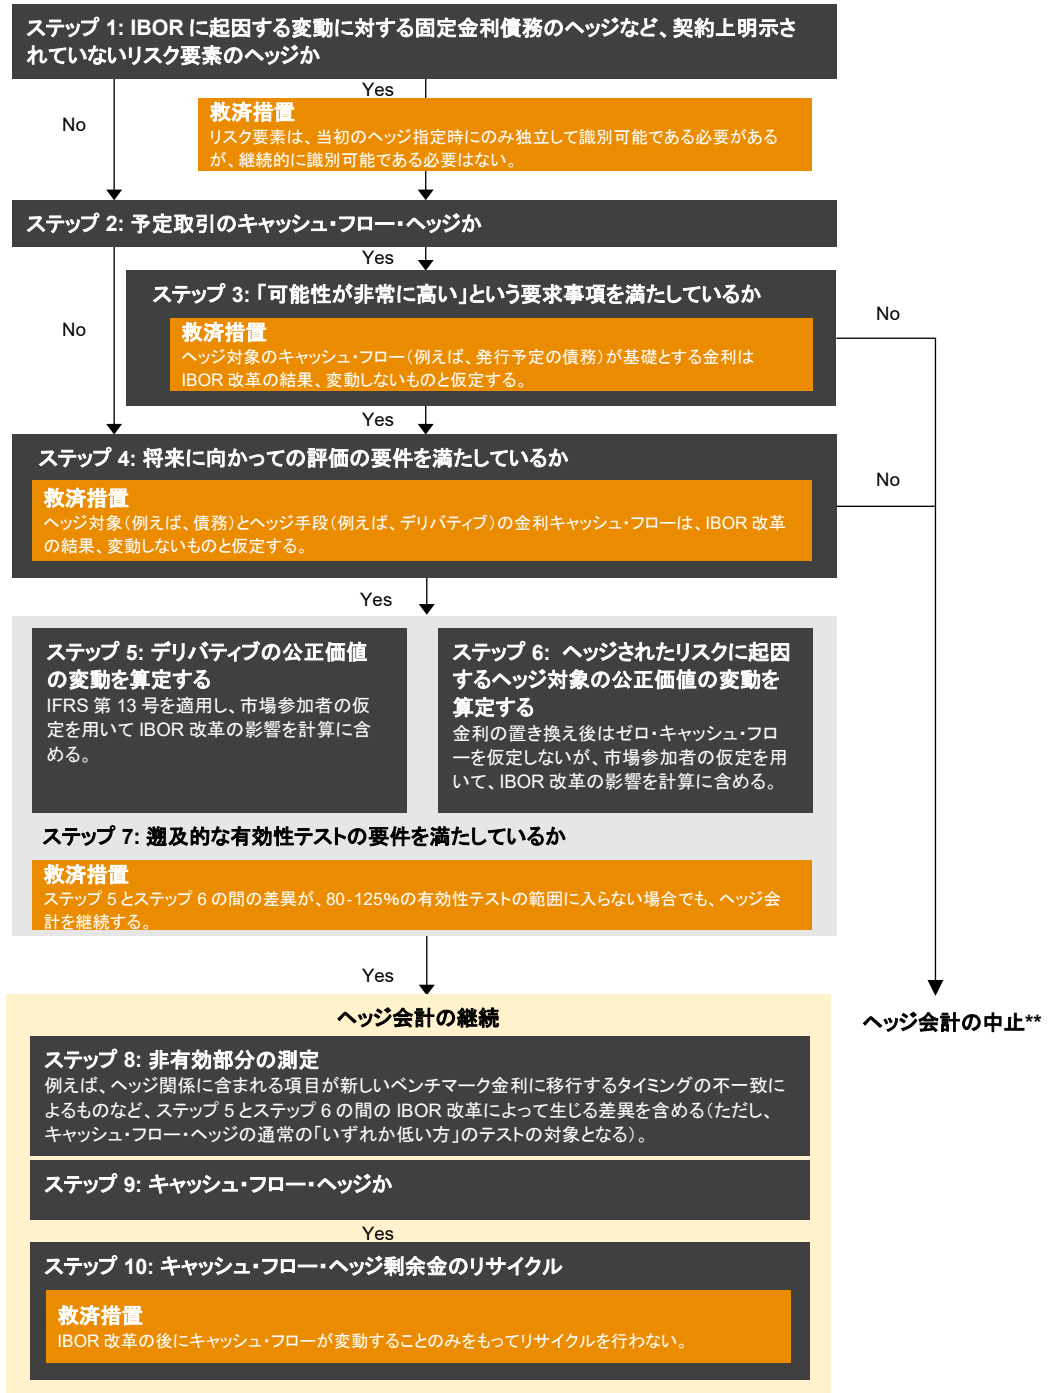 ステップ 1: IBOR に起因する変動に対する固定金利債務のヘッジなど、契約上明示さ
れていないリスク要素のヘッジか
Yes
No
救済措置
リスク要素は、当初のヘッジ指定時にのみ独立して識別可能である必要がある
が、継続的に識別可能である必要はない。
ステップ 2: 予定取引のキャッシュ・フロー・ヘッジか
Yes
No
ステップ 3: 「可能性が非常に高い」という要求事項を満たしているか
No
救済措置
ヘッジ対象のキャッシュ・フロー（例えば、発行予定の債務）が基礎とする金利は
IBOR 改革の結果、変動しないものと仮定する。
Yes
ステップ 4: 将来に向かっての評価の要件を満たしているか
No
救済措置
ヘッジ対象（例えば、債務）とヘッジ手段（例えば、デリバティブ）の金利キャッシュ・フローは、IBOR 改革
の結果、変動しないものと仮定する。
Yes
ステップ 5: デリバティブの公正価値
の変動を算定する
IFRS 第 13 号を適用し、市場参加者の仮
定を用いて IBOR 改革の影響を計算に含
める。
ステップ 6: ヘッジされたリスクに起因
するヘッジ対象の公正価値の変動を
算定する
金利の置き換え後はゼロ・キャッシュ・フロ
ーを仮定しないが、市場参加者の仮定を用
いて、IBOR 改革の影響を計算に含める。
ステップ 7: 遡及的な有効性テストの要件を満たしているか
救済措置
ステップ 5 とステップ 6 の間の差異が、80-125%の有効性テストの範囲に入らない場合でも、ヘッジ会
計を継続する。
Yes
ヘッジ会計の継続
ヘッジ会計の中止**
ステップ 8: 非有効部分の測定
例えば、ヘッジ関係に含まれる項目が新しいベンチマーク金利に移行するタイミングの不一致に
よるものなど、ステップ 5 とステップ 6 の間の IBOR 改革によって生じる差異を含める（ただし、
キャッシュ・フロー・ヘッジの通常の「いずれか低い方」のテストの対象となる）。
ステップ 9: キャッシュ・フロー・ヘッジか
Yes
ステップ 10: キャッシュ・フロー・ヘッジ剰余金のリサイクル
救済措置
IBOR 改革の後にキャッシュ・フローが変動することのみをもってリサイクルを行わない。